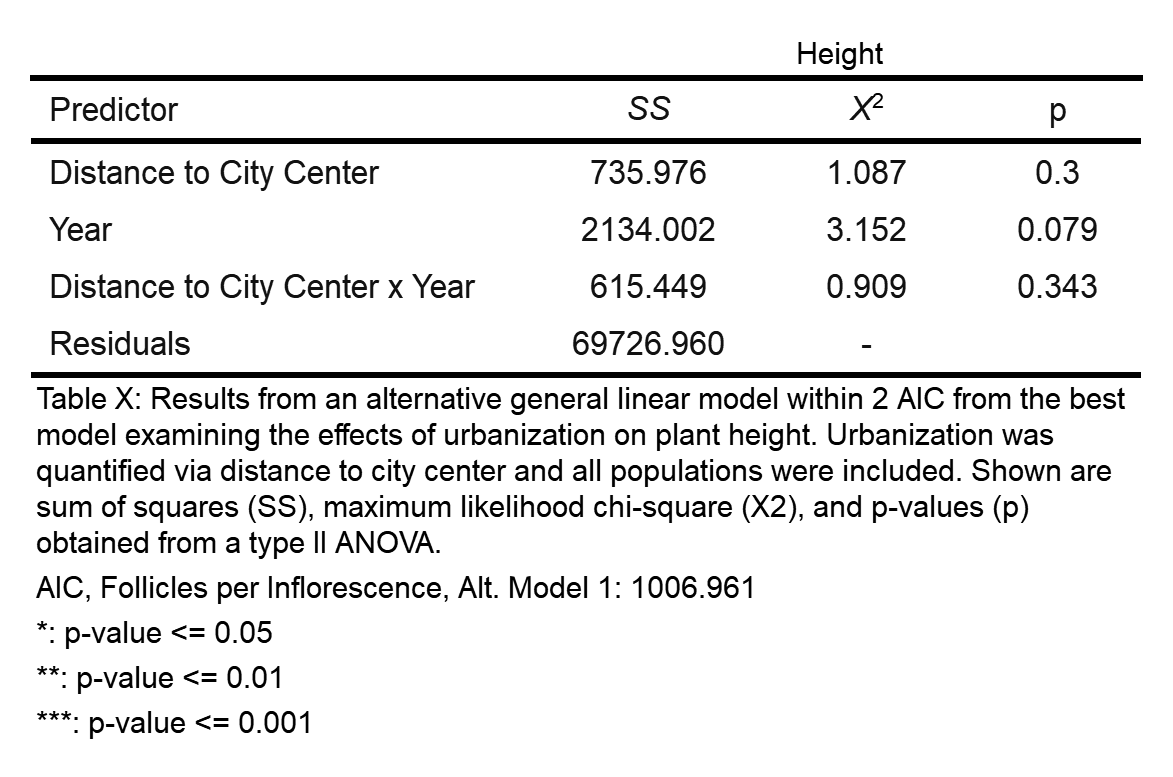 Height
Predictor SS X² p
Distance to City Center 735.976 1.087 0.3
Year 2134.002 3.152 0.079
Distance to City Center x Year 615.449 0.909 0.343
Residuals 69726.960 -
Table X: Results from an alternative general linear model within 2 AIC from the best
model examining the effects of urbanization on plant height. Urbanization was
quantified via distance to city center and all populations were included. Shown are
sum of squares (SS), maximum likelihood chi-square (X2), and p-values (p)
obtained from a type II ANOVA.
AIC, Follicles per Inflorescence, Alt. Model 1: 1006.961
*: p-value <= 0.05
**: p-value <= 0.01
***: p-value <= 0.001